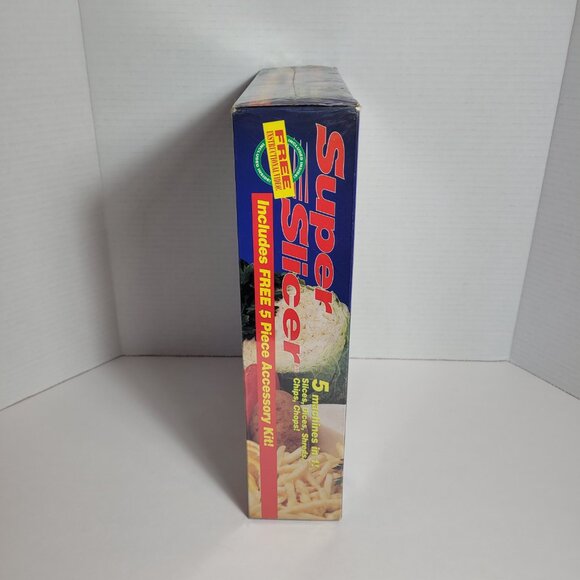 Super
Slicer
FREE
INSTRUCTIONAL VIDEO
Includes FREE 5 Piece Accessory Kit!
5 machines in 1!
Slices, Dices, Shreds,
Chips, Chops!